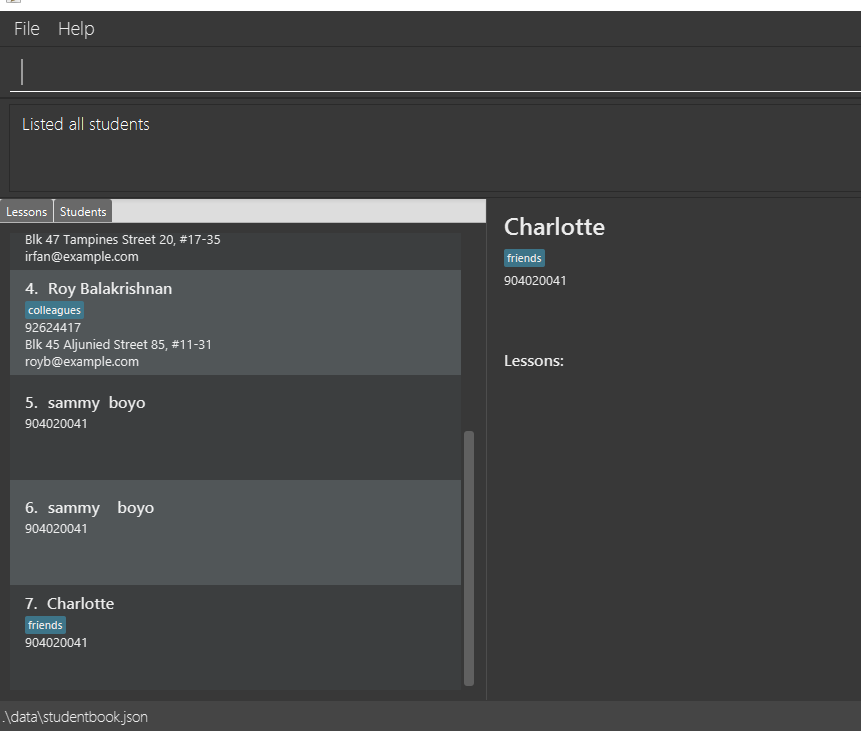 File Help
Listed all students
Lessons Students
Blk 47 Tampines Street 20, #17-35
irfan@example.com
4. Roy Balakrishnan
colleagues
92624417
Blk 45 Aljunied Street 85, #11-31
royb@example.com
5. sammy  boyo
904020041
6. sammy    boyo
904020041
7. Charlotte
friends
904020041
Charlotte
friends
904020041
Lessons:
.\data\studentbook.json